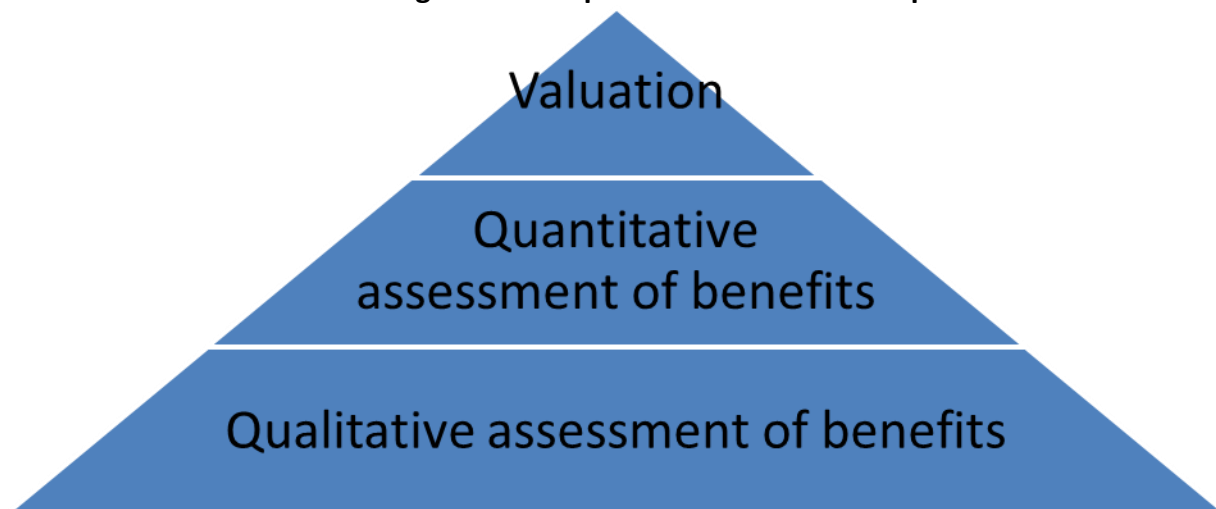 Valuation
Quantitative
assessment of benefits
Qualitative assessment of benefits